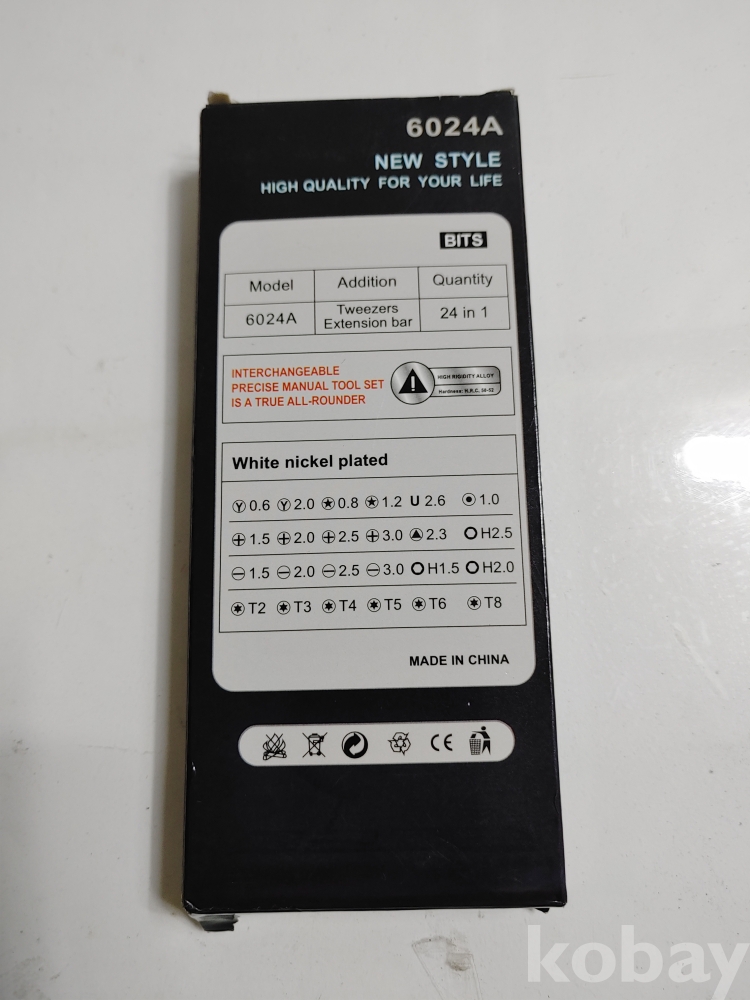 6024A
NEW STYLE
HIGH QUALITY FOR YOUR LIFE
BITS
Model Addition Quantity
6024A Tweezers Extension bar 24 in 1
INTERCHANGEABLE
PRECISE MANUAL TOOL SET
IS A TRUE ALL-ROUNDER
HIGH RIGIDITY ALLOY
Hardness: H.R.C. 50-52
White nickel plated
0.6 2.0 0.8 1.2 U 2.6 1.0
1.5 2.0 2.5 3.0 2.3 H2.5
1.5 2.0 2.5 3.0 H1.5 H2.0
T2 T3 T4 T5 T6 T8
MADE IN CHINA
CE
kobay